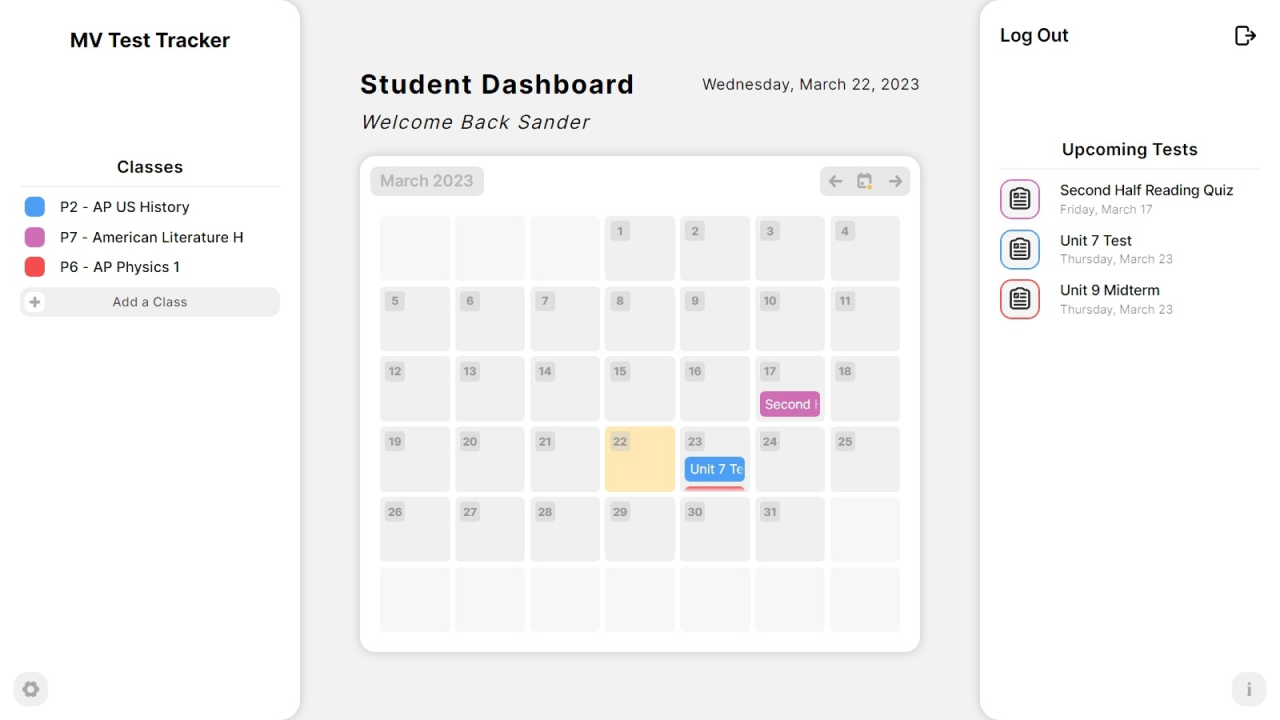 MV Test Tracker
Classes
P2 - AP US History
P7 - American Literature H
P6 - AP Physics 1
Add a Class
Student Dashboard
Wednesday, March 22, 2023
Welcome Back Sander
March 2023
1 2 3 4
5 6 7 8 9 10 11
12 13 14 15 16 17 18
Second
19 20 21 22 23 24 25
Unit 7 Te
26 27 28 29 30 31
Log Out
Upcoming Tests
Second Half Reading Quiz
Friday, March 17
Unit 7 Test
Thursday, March 23
Unit 9 Midterm
Thursday, March 23
i